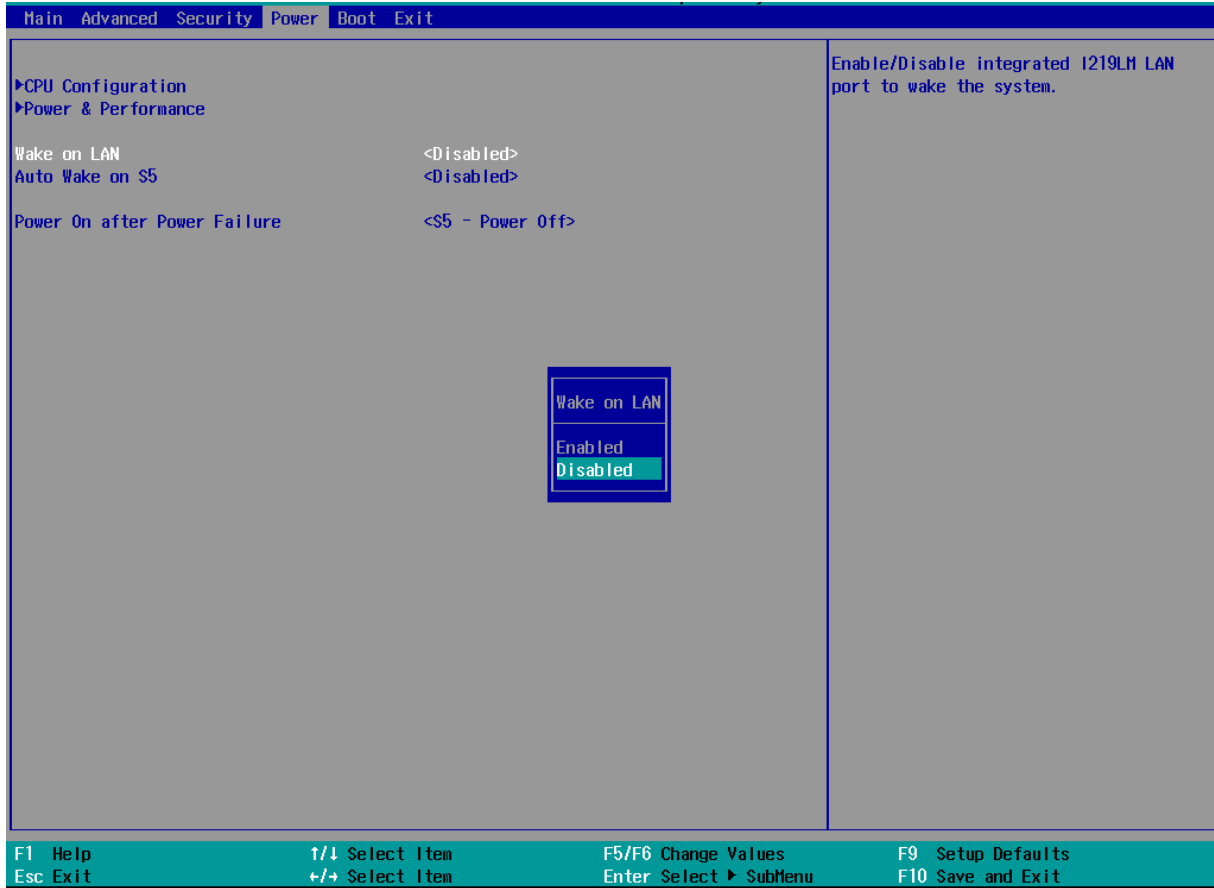 Main Advanced Security Power Boot Exit
▶CPU Configuration
▶Power & Performance
Wake on LAN <Disabled>
Auto Wake on S5 <Disabled>
Power On after Power Failure <S5 - Power Off>
Enable/Disable integrated I219LM LAN
port to wake the system.
Wake on LAN
Enabled
Disabled
F1 Help ↑/↓ Select Item F5/F6 Change Values F9 Setup Defaults
Esc Exit ←/→ Select Item Enter Select ▶ SubMenu F10 Save and Exit